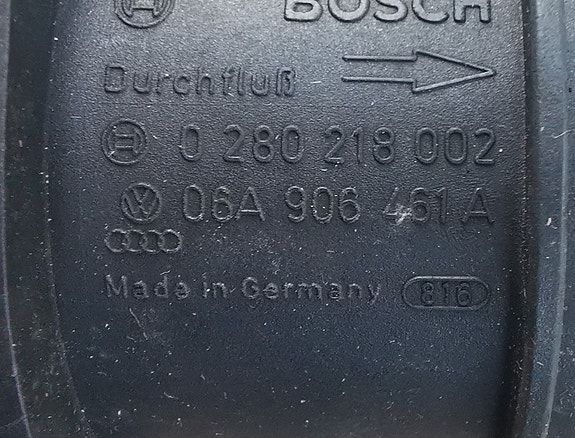 BOSCH
Durchfluß
0 280 218 002
06A 906 461 A
Made in Germany 816